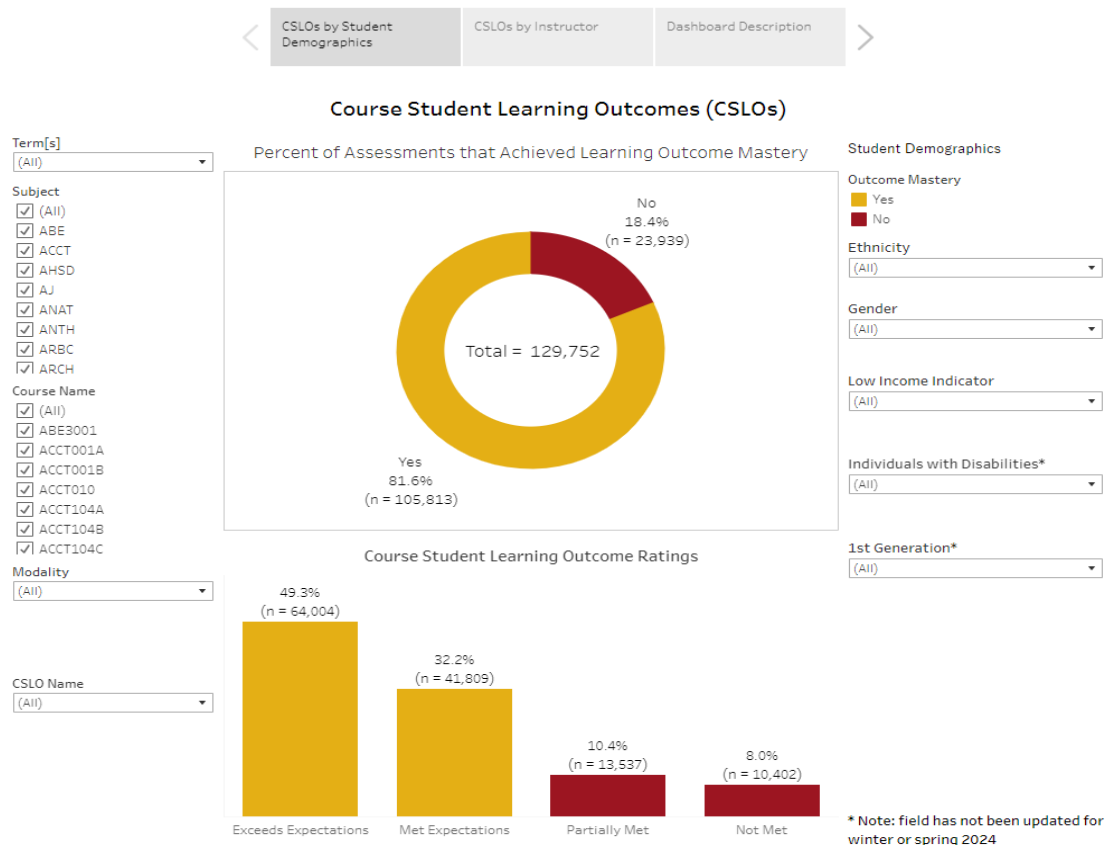 CSLOs by Student
Demographics
CSLOs by Instructor
Dashboard Description
Course Student Learning Outcomes (CSLOs)
Term[s]
(All)
Subject
(All)
ABE
ACCT
AHSD
AJ
ANAT
ANTH
ARBC
ARCH
Course Name
(All)
ABE3001
ACCT001A
ACCT001B
ACCT010
ACCT104A
ACCT104B
ACCT104C
Modality
(All)
CSLO Name
(All)
Percent of Assessments that Achieved Learning Outcome Mastery
No
18.4%
(n = 23,939)
Total = 129,752
Yes
81.6%
(n = 105,813)
Course Student Learning Outcome Ratings
49.3%
(n = 64,004)
32.2%
(n = 41,809)
10.4%
(n = 13,537)
8.0%
(n = 10,402)
Exceeds Expectations
Met Expectations
Partially Met
Not Met
Student Demographics
Outcome Mastery
Yes
No
Ethnicity
(All)
Gender
(All)
Low Income Indicator
(All)
Individuals with Disabilities*
(All)
1st Generation*
(All)
* Note: field has not been updated for
winter or spring 2024